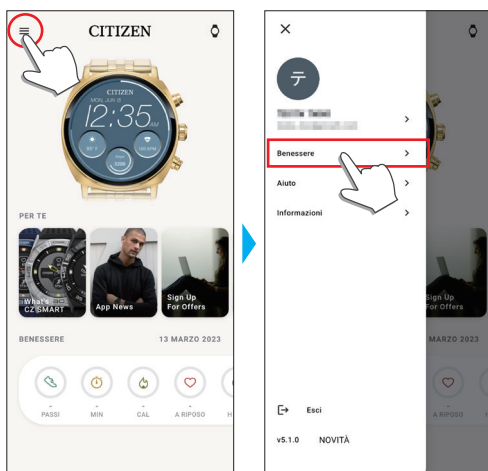 CITIZEN
CITIZEN
MON, JUN 15
12:35
PER TE
What's
CZ SMART
App News
Sign Up
For Offers
BENESSERE
13 MARZO 2023
-
-
-
-
PASSI
MIN
CAL
A RIPOSO
H
テ
Benessere
Aiuto
Informazioni
Esci
v5.1.0
NOVITÀ
Sign Up
For Offers
MARZO 2023
-
A RIPOSO
H